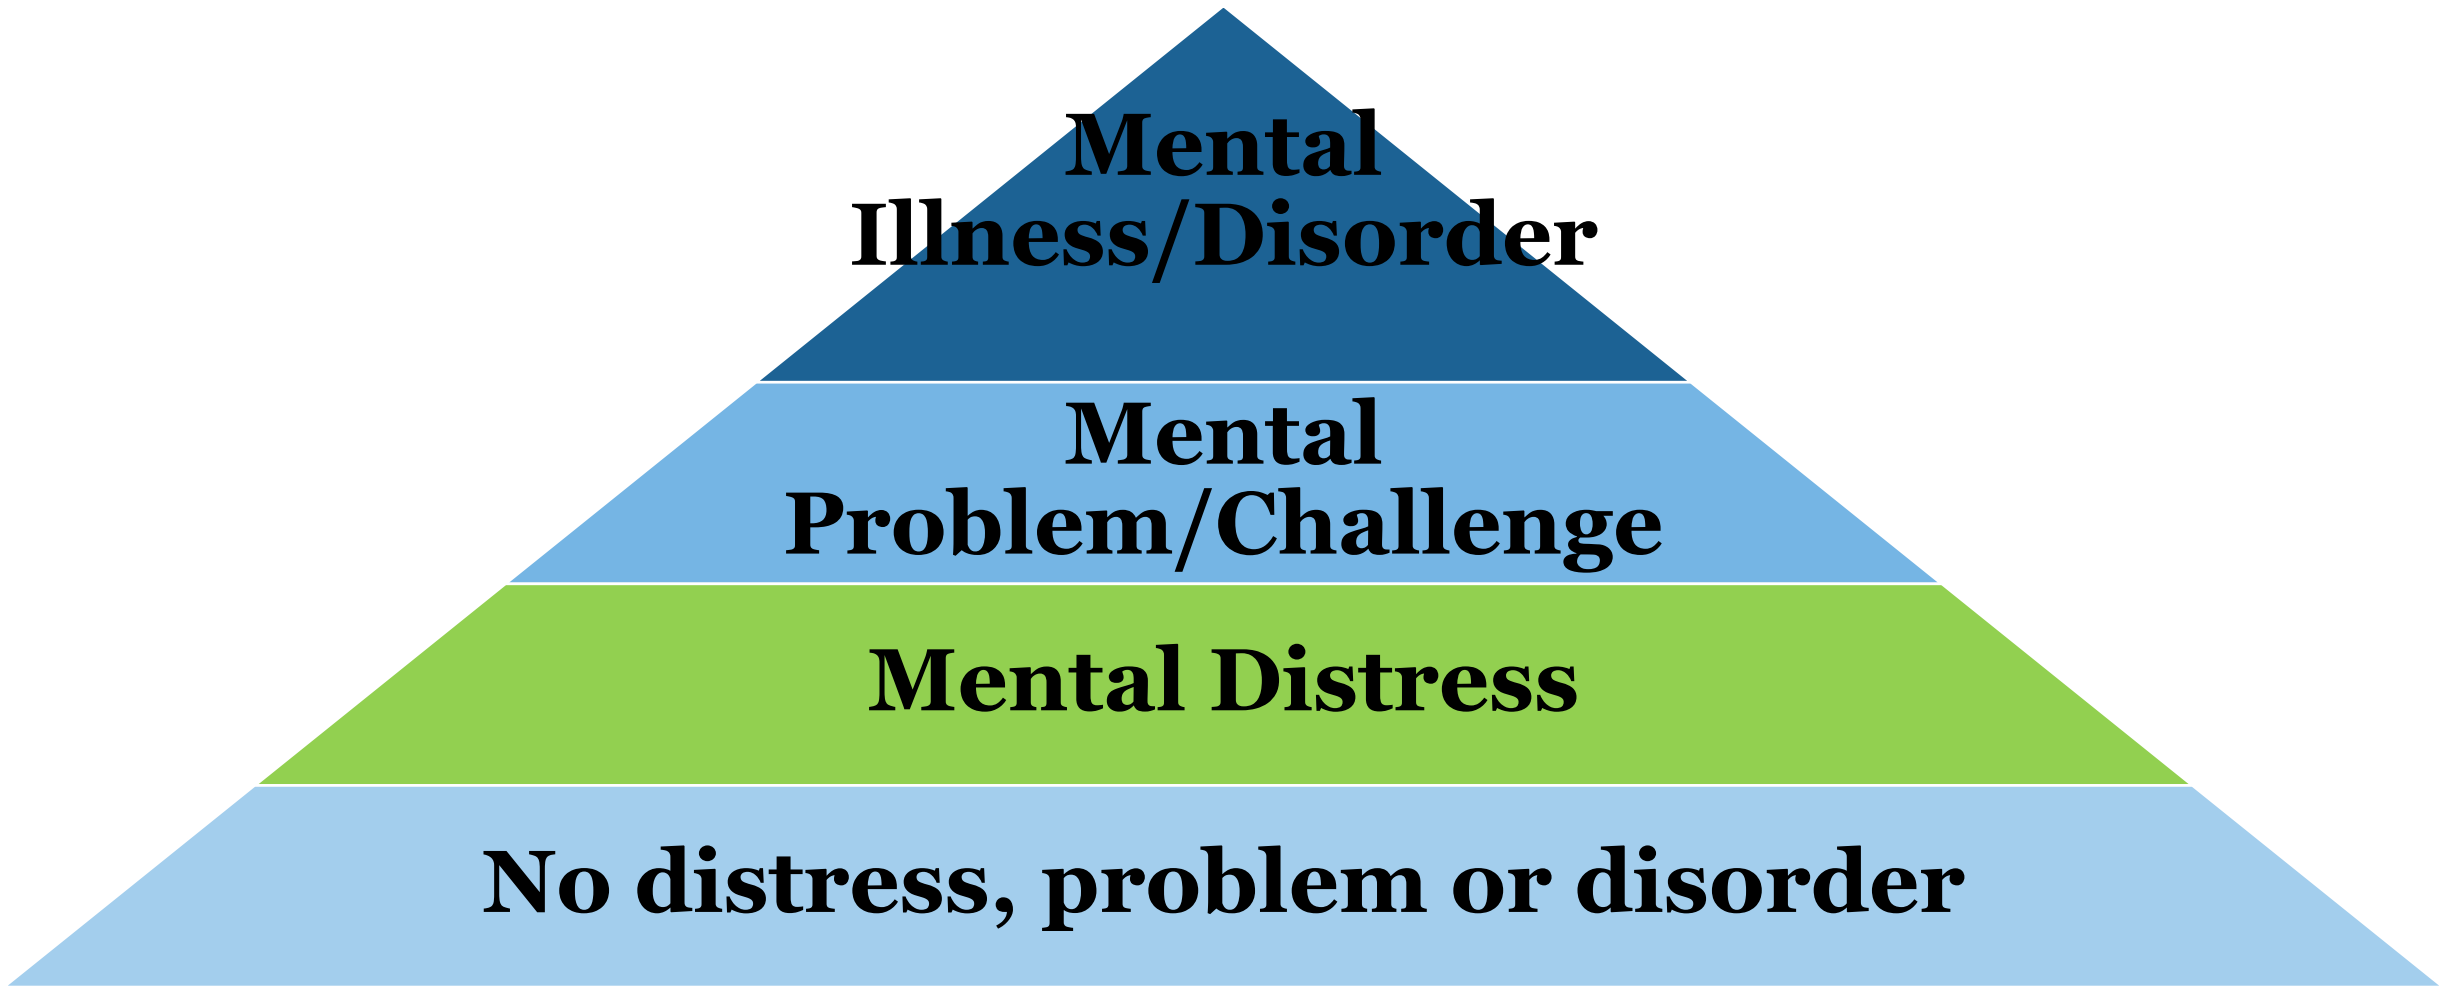 Mental
Illness/Disorder
Mental
Problem/Challenge
Mental Distress
No distress, problem or disorder